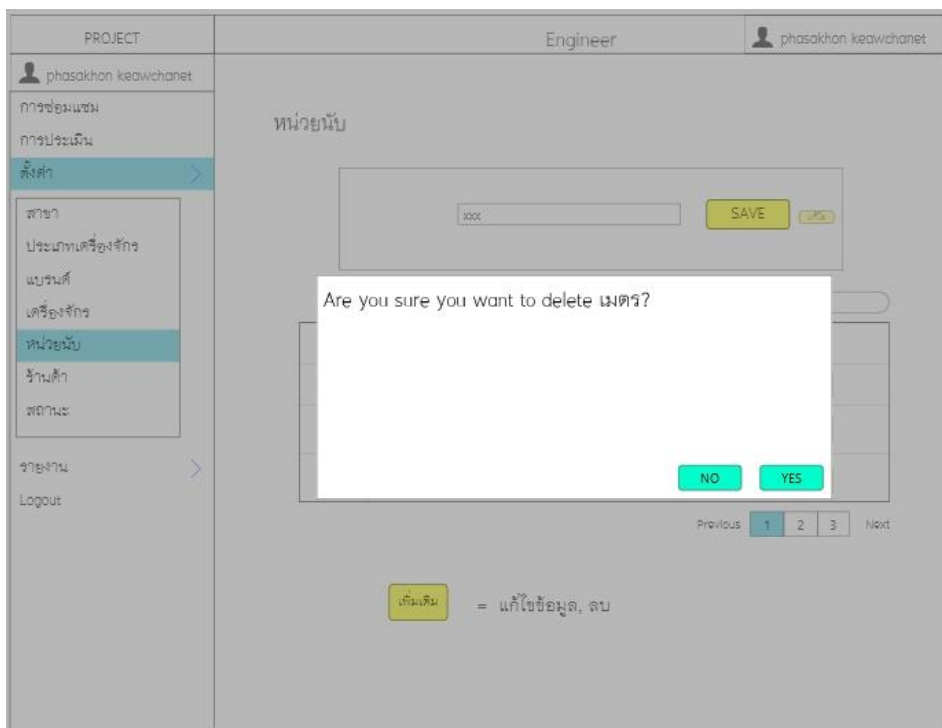 PROJECT
Engineer
phasakhon keawchanet
phasakhon keawchanet
การซ่อมแซม
การประเมิน
ตั้งค่า
สาขา
ประเภทเครื่องจักร
แบรนด์
เครื่องจักร
หน่วยนับ
ร้านค้า
สถานะ
รายงาน
Logout
หน่วยนับ
xxx
SAVE
Are you sure you want to delete เมตร?
NO
YES
Previous 1 2 3 Next
เพิ่มเติม = แก้ไขข้อมูล, ลบ